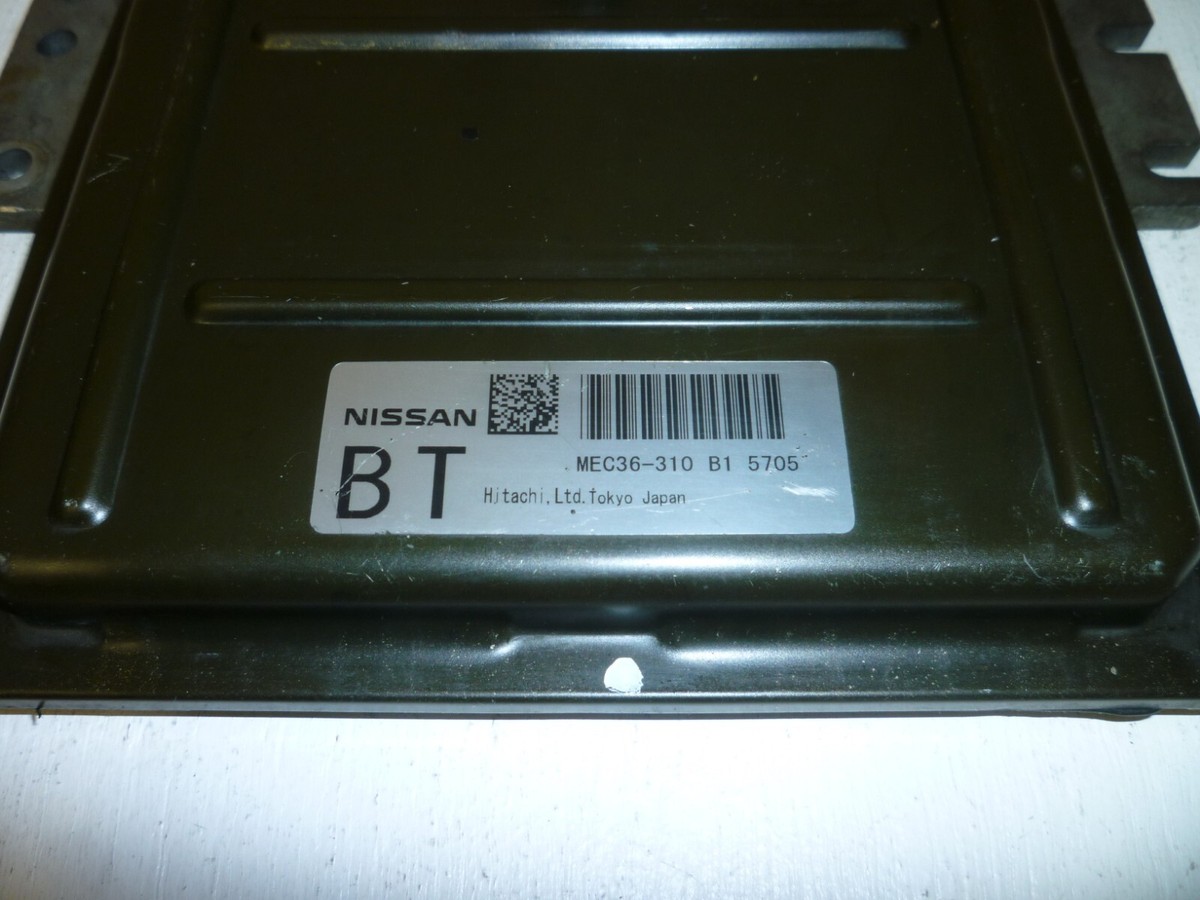 NISSAN
BT
MEC36-310 B1 5705
Hitachi,Ltd.Tokyo Japan